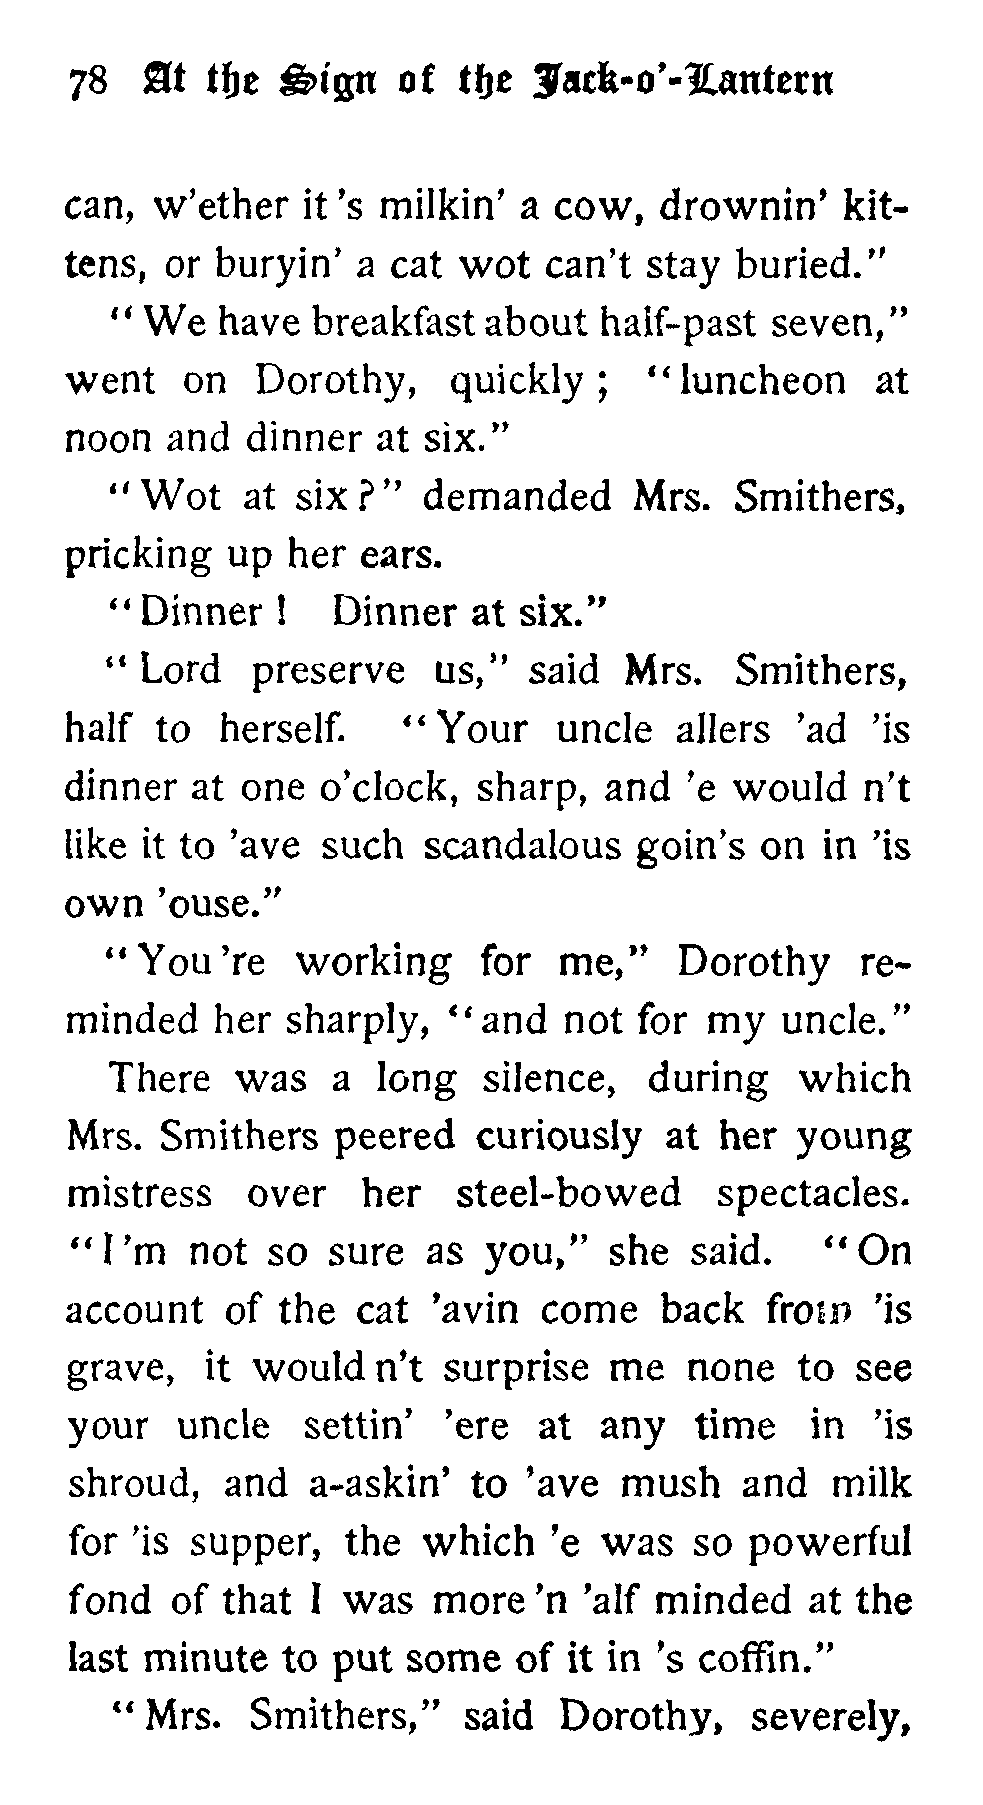 78 At the Sign of the Jack-o'-Lantern
can, w'ether it 's milkin' a cow, drownin' kit-
tens, or buryin' a cat wot can't stay buried."
"We have breakfast about half-past seven,"
went on Dorothy, quickly; "luncheon at
noon and dinner at six."
"Wot at six?" demanded Mrs. Smithers,
pricking up her ears.
"Dinner! Dinner at six."
"Lord preserve us," said Mrs. Smithers,
half to herself. "Your uncle allers 'ad 'is
dinner at one o'clock, sharp, and 'e would n't
like it to 'ave such scandalous goin's on in 'is
own 'ouse."
"You 're working for me," Dorothy re-
minded her sharply, "and not for my uncle."
There was a long silence, during which
Mrs. Smithers peered curiously at her young
mistress over her steel-bowed spectacles.
"I 'm not so sure as you," she said. "On
account of the cat 'avin come back from 'is
grave, it would n't surprise me none to see
your uncle settin' 'ere at any time in 'is
shroud, and a-askin' to 'ave mush and milk
for 'is supper, the which 'e was so powerful
fond of that I was more 'n 'alf minded at the
last minute to put some of it in 's coffin."
"Mrs. Smithers," said Dorothy, severely,